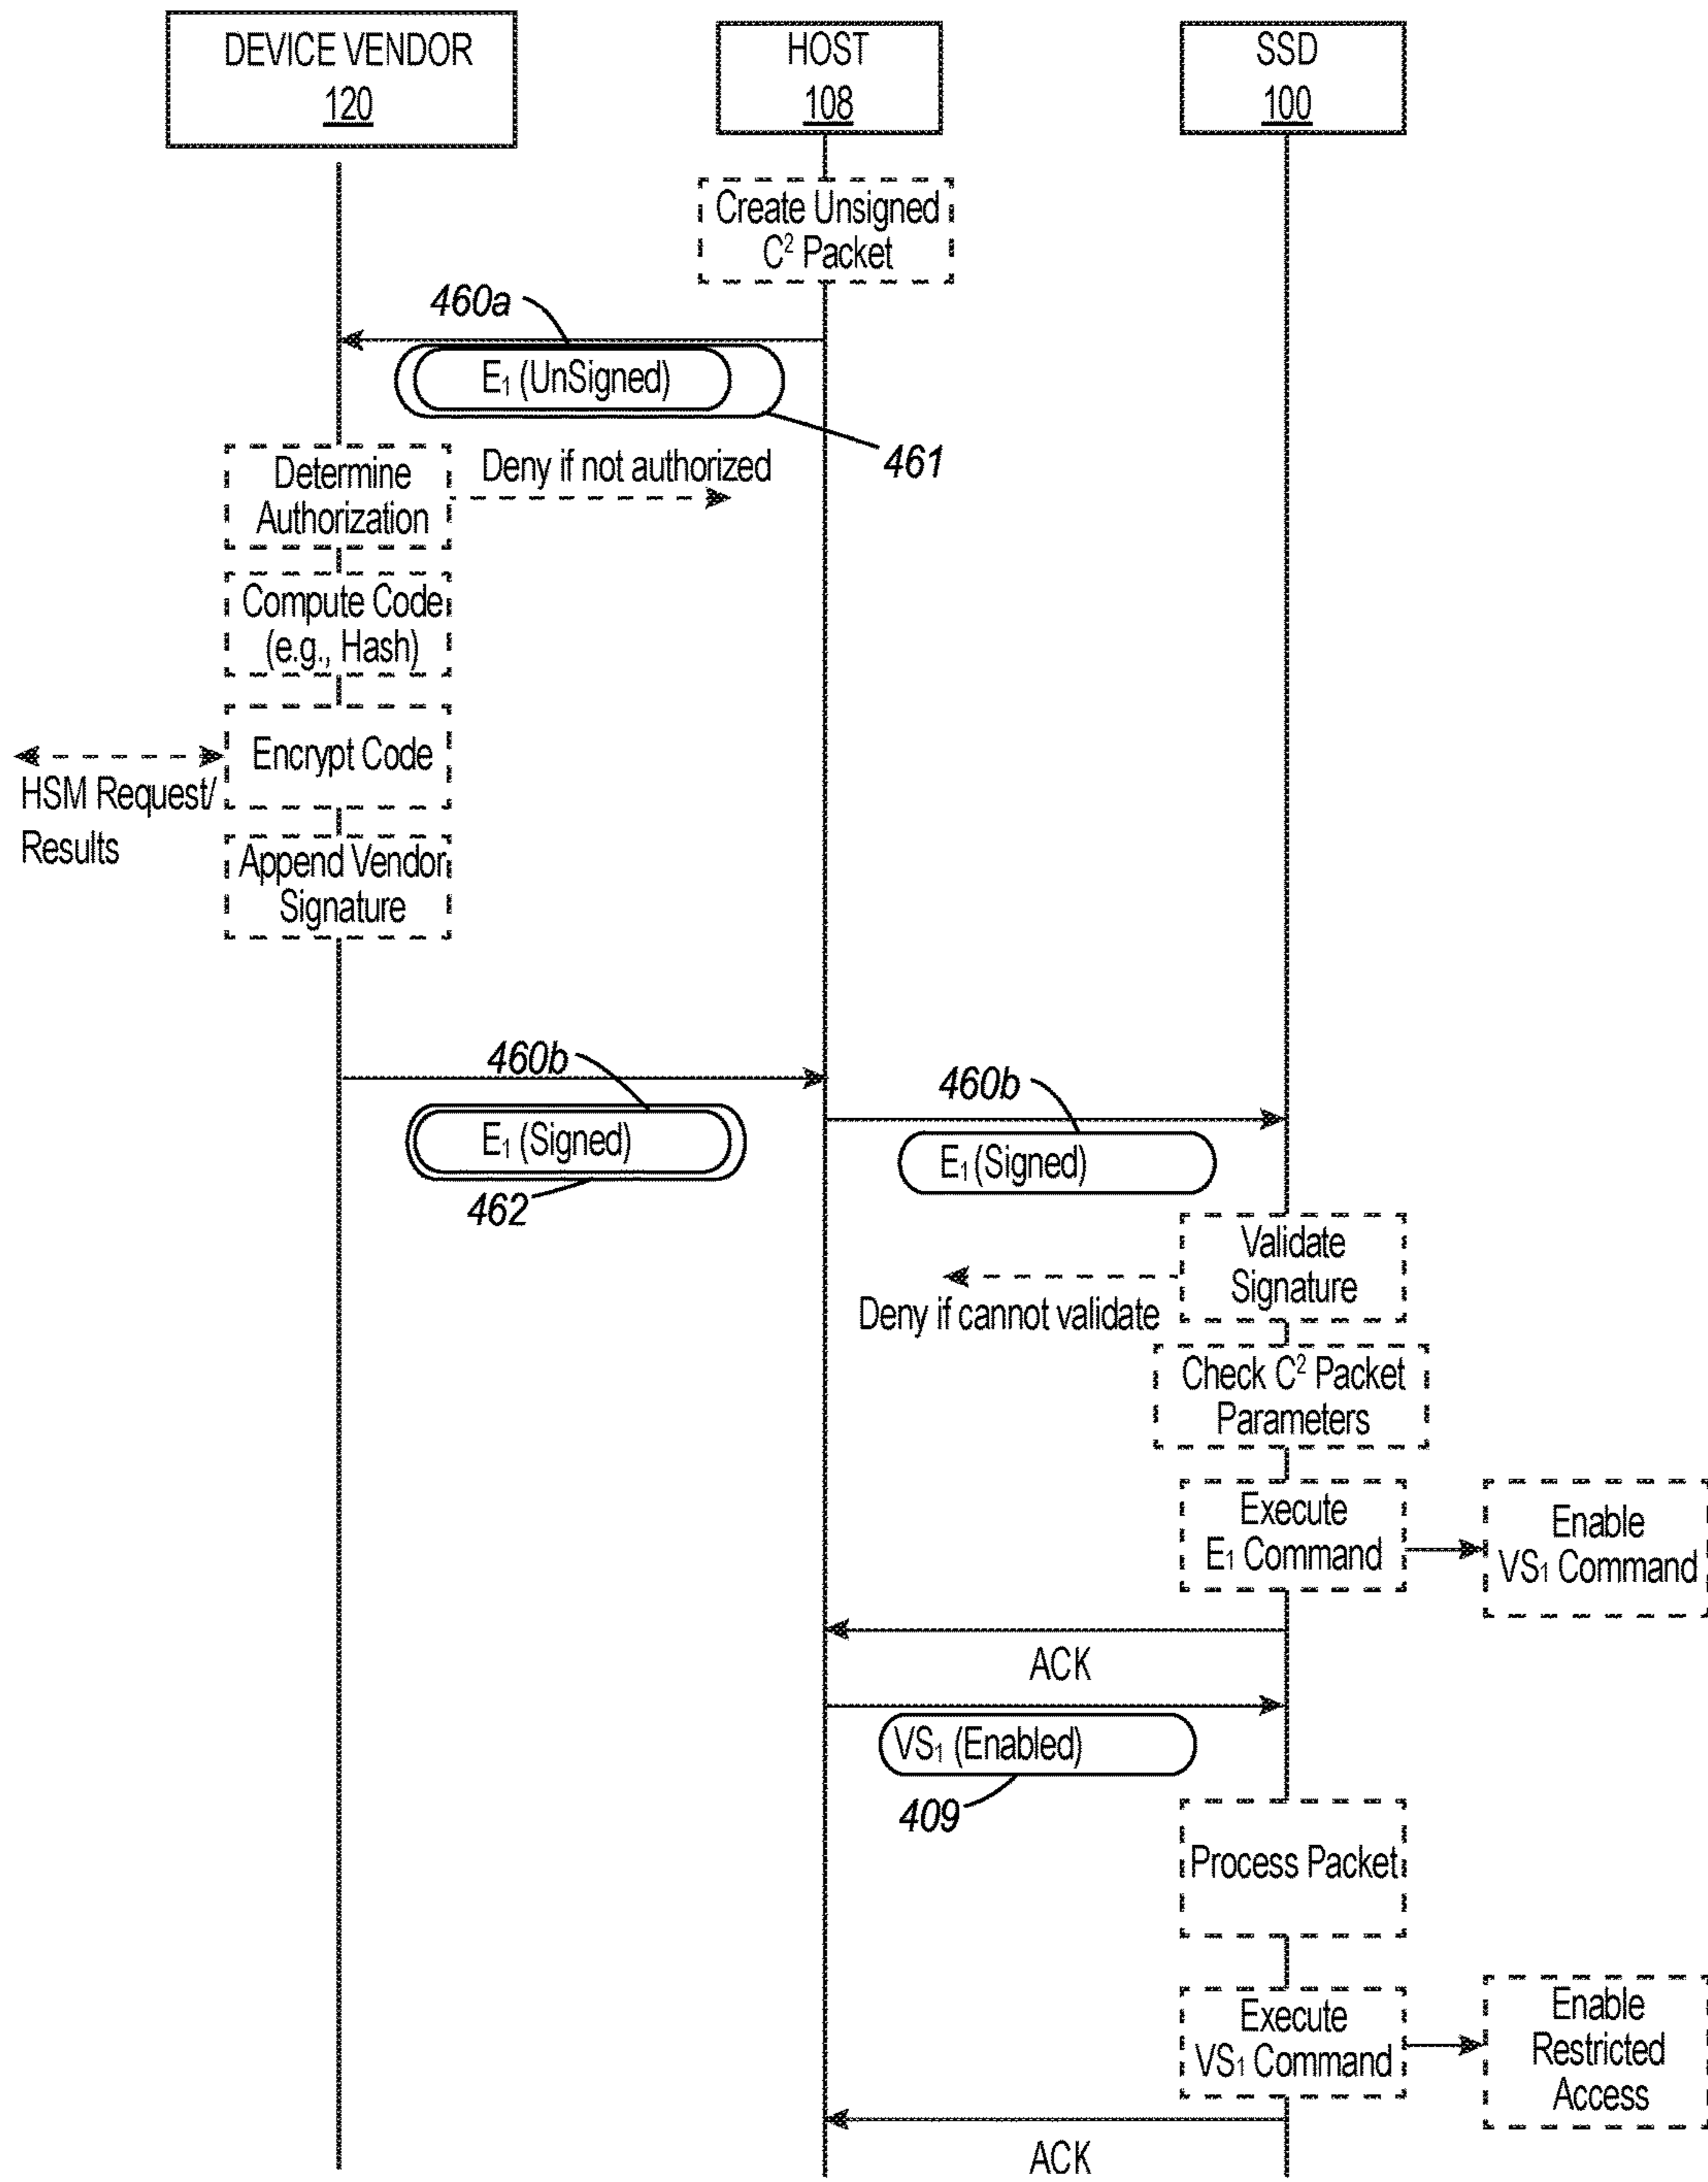 DEVICE VENDOR
120
HOST
108
SSD
100
Create Unsigned
C² Packet
460a
E₁ (UnSigned)
461
Determine
Authorization
Deny if not authorized
Compute Code
(e.g., Hash)
Encrypt Code
HSM Request/
Results
Append Vendor
Signature
460b
E₁ (Signed)
462
460b
E₁ (Signed)
Validate
Signature
Deny if cannot validate
Check C² Packet
Parameters
Execute
E₁ Command
Enable
VS₁ Command
ACK
VS₁ (Enabled)
409
Process Packet
Execute
VS₁ Command
Enable
Restricted
Access
ACK